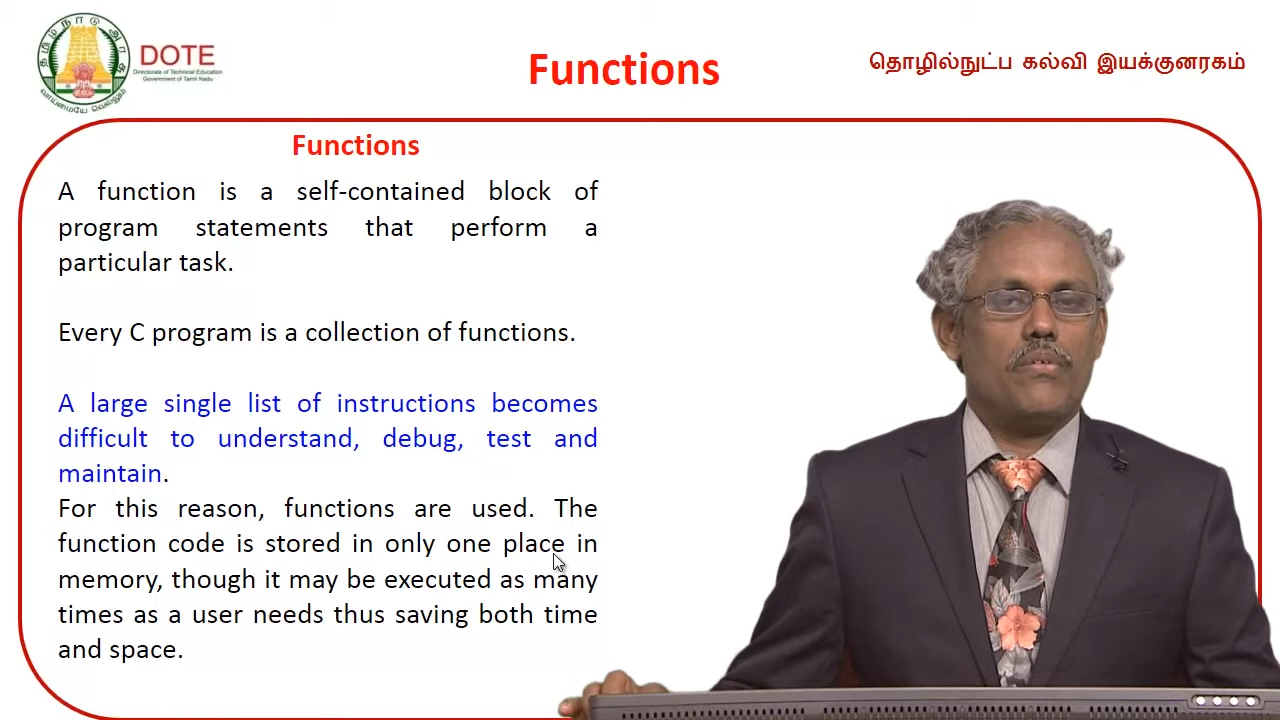 தமிழ்நாடு அரசு
வாய்மையே வெல்லும்
DOTE
Directorate of Technical Education
Government of Tamil Nadu
Functions
தொழில்நுட்ப கல்வி இயக்குனரகம்
Functions
A function is a self-contained block of
program statements that perform a
particular task.
Every C program is a collection of functions.
A large single list of instructions becomes
difficult to understand, debug, test and
maintain.
For this reason, functions are used. The
function code is stored in only one place in
memory, though it may be executed as many
times as a user needs thus saving both time
and space.